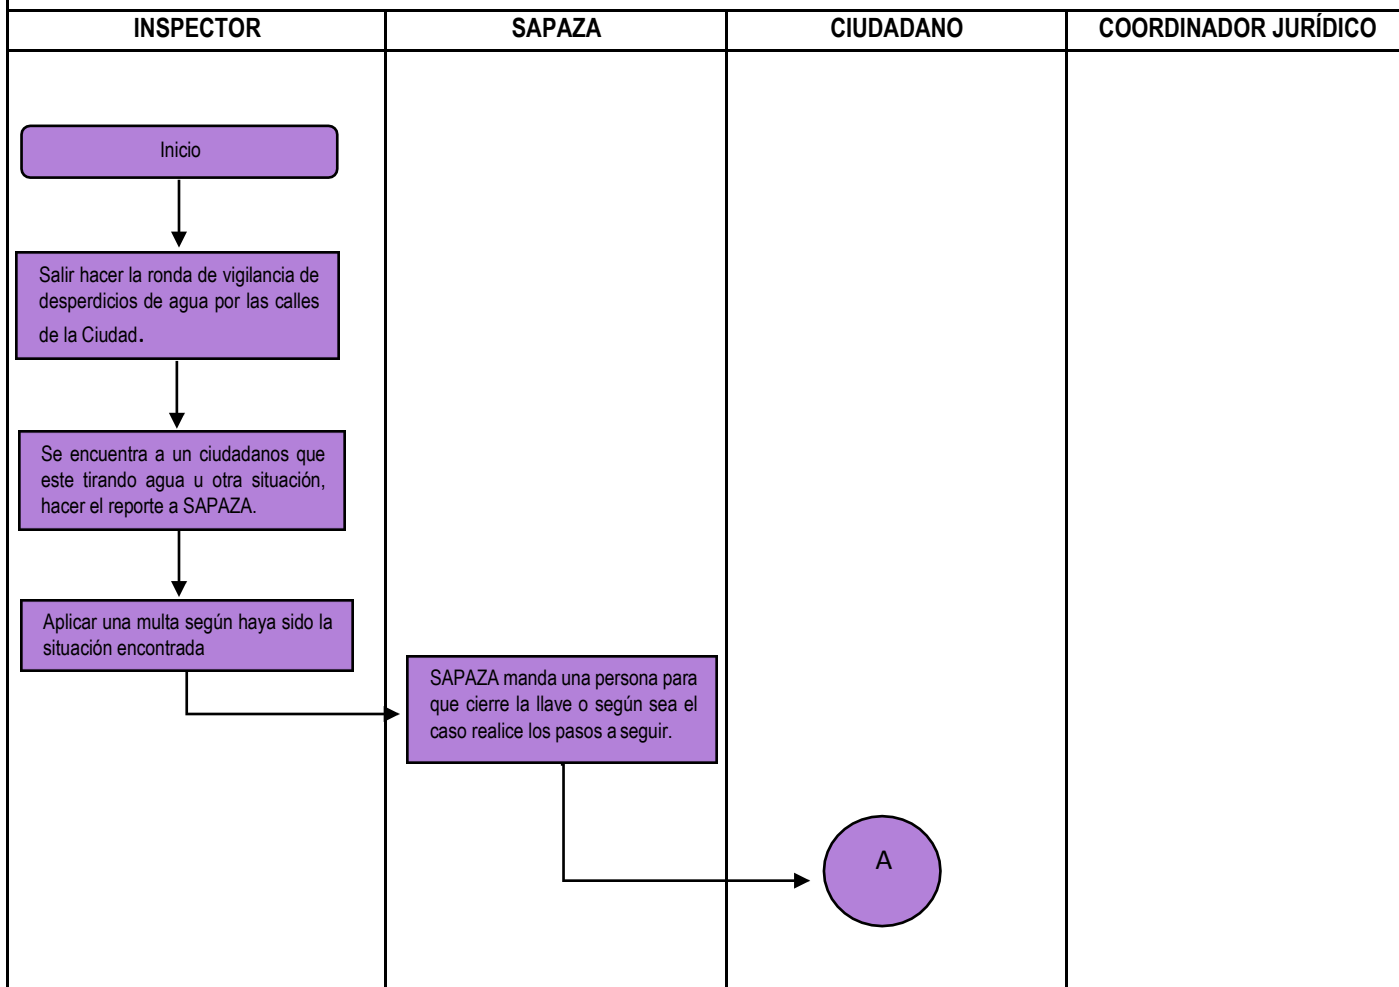 INSPECTOR
SAPAZA
CIUDADANO
COORDINADOR JURÍDICO
Inicio
Salir hacer la ronda de vigilancia de
desperdicios de agua por las calles
de la Ciudad.
Se encuentra a un ciudadanos que
este tirando agua u otra situación,
hacer el reporte a SAPAZA.
Aplicar una multa según haya sido la
situación encontrada
SAPAZA manda una persona para
que cierre la llave o según sea el
caso realice los pasos a seguir.
A